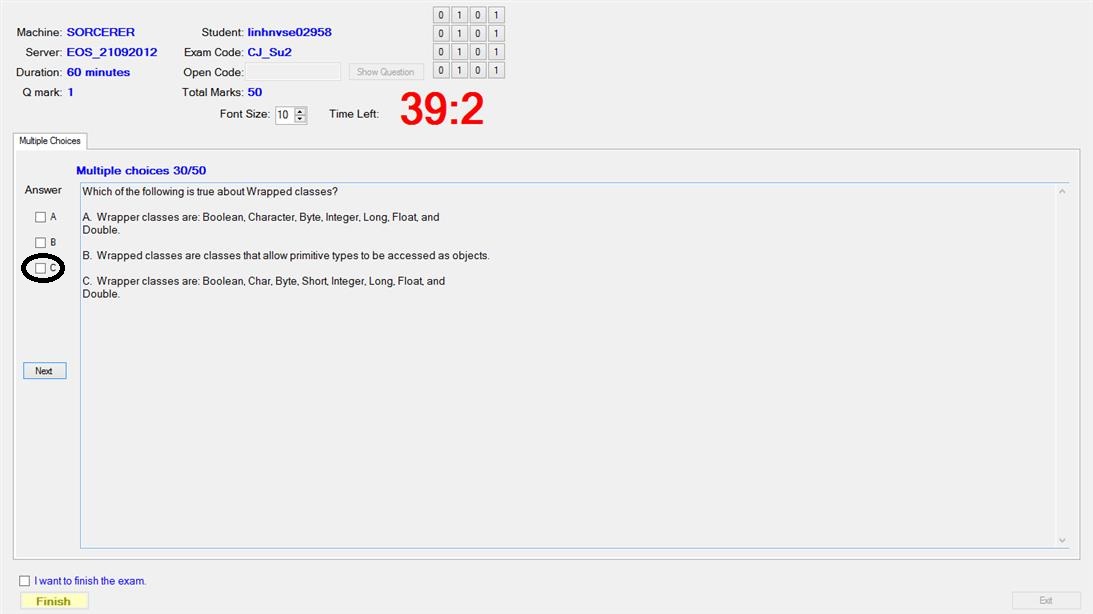 0 1 0 1
Machine: SORCERER Student: linhnvse02958 0 1 0 1
Server: EOS_21092012 Exam Code: CJ_Su2 0 1 0 1
Duration: 60 minutes Open Code: Show Question 0 1 0 1
Q mark: 1 Total Marks: 50
Font Size: 10 Time Left: 39:2
Multiple Choices
Multiple choices 30/50
Answer
Which of the following is true about Wrapped classes?
A
A. Wrapper classes are: Boolean, Character, Byte, Integer, Long, Float, and
Double.
B
B. Wrapped classes are classes that allow primitive types to be accessed as objects.
C
C. Wrapper classes are: Boolean, Char, Byte, Short, Integer, Long, Float, and
Double.
Next
I want to finish the exam.
Finish Exit